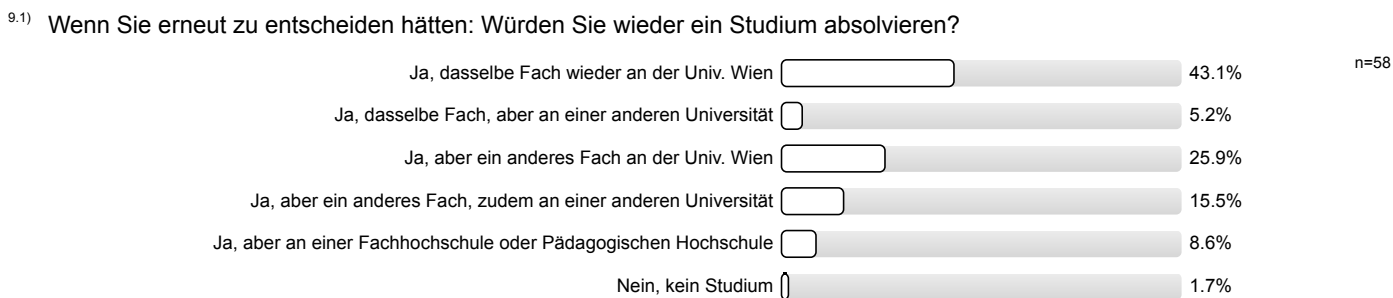 9.1) Wenn Sie erneut zu entscheiden hätten: Würden Sie wieder ein Studium absolvieren?
Ja, dasselbe Fach wieder an der Univ. Wien 43.1% n=58
Ja, dasselbe Fach, aber an einer anderen Universität 5.2%
Ja, aber ein anderes Fach an der Univ. Wien 25.9%
Ja, aber ein anderes Fach, zudem an einer anderen Universität 15.5%
Ja, aber an einer Fachhochschule oder Pädagogischen Hochschule 8.6%
Nein, kein Studium 1.7%